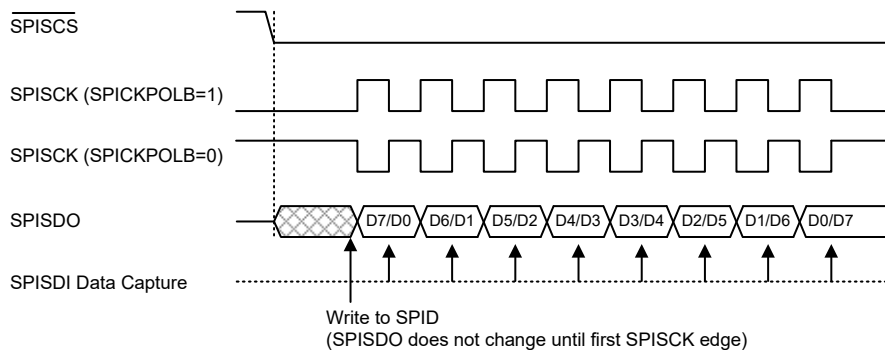 SPISCS
SPISCK (SPICKPOLB=1)
SPISCK (SPICKPOLB=0)
SPISDO D7/D0 D6/D1 D5/D2 D4/D3 D3/D4 D2/D5 D1/D6 D0/D7
SPISDI Data Capture
Write to SPID
(SPISDO does not change until first SPISCK edge)